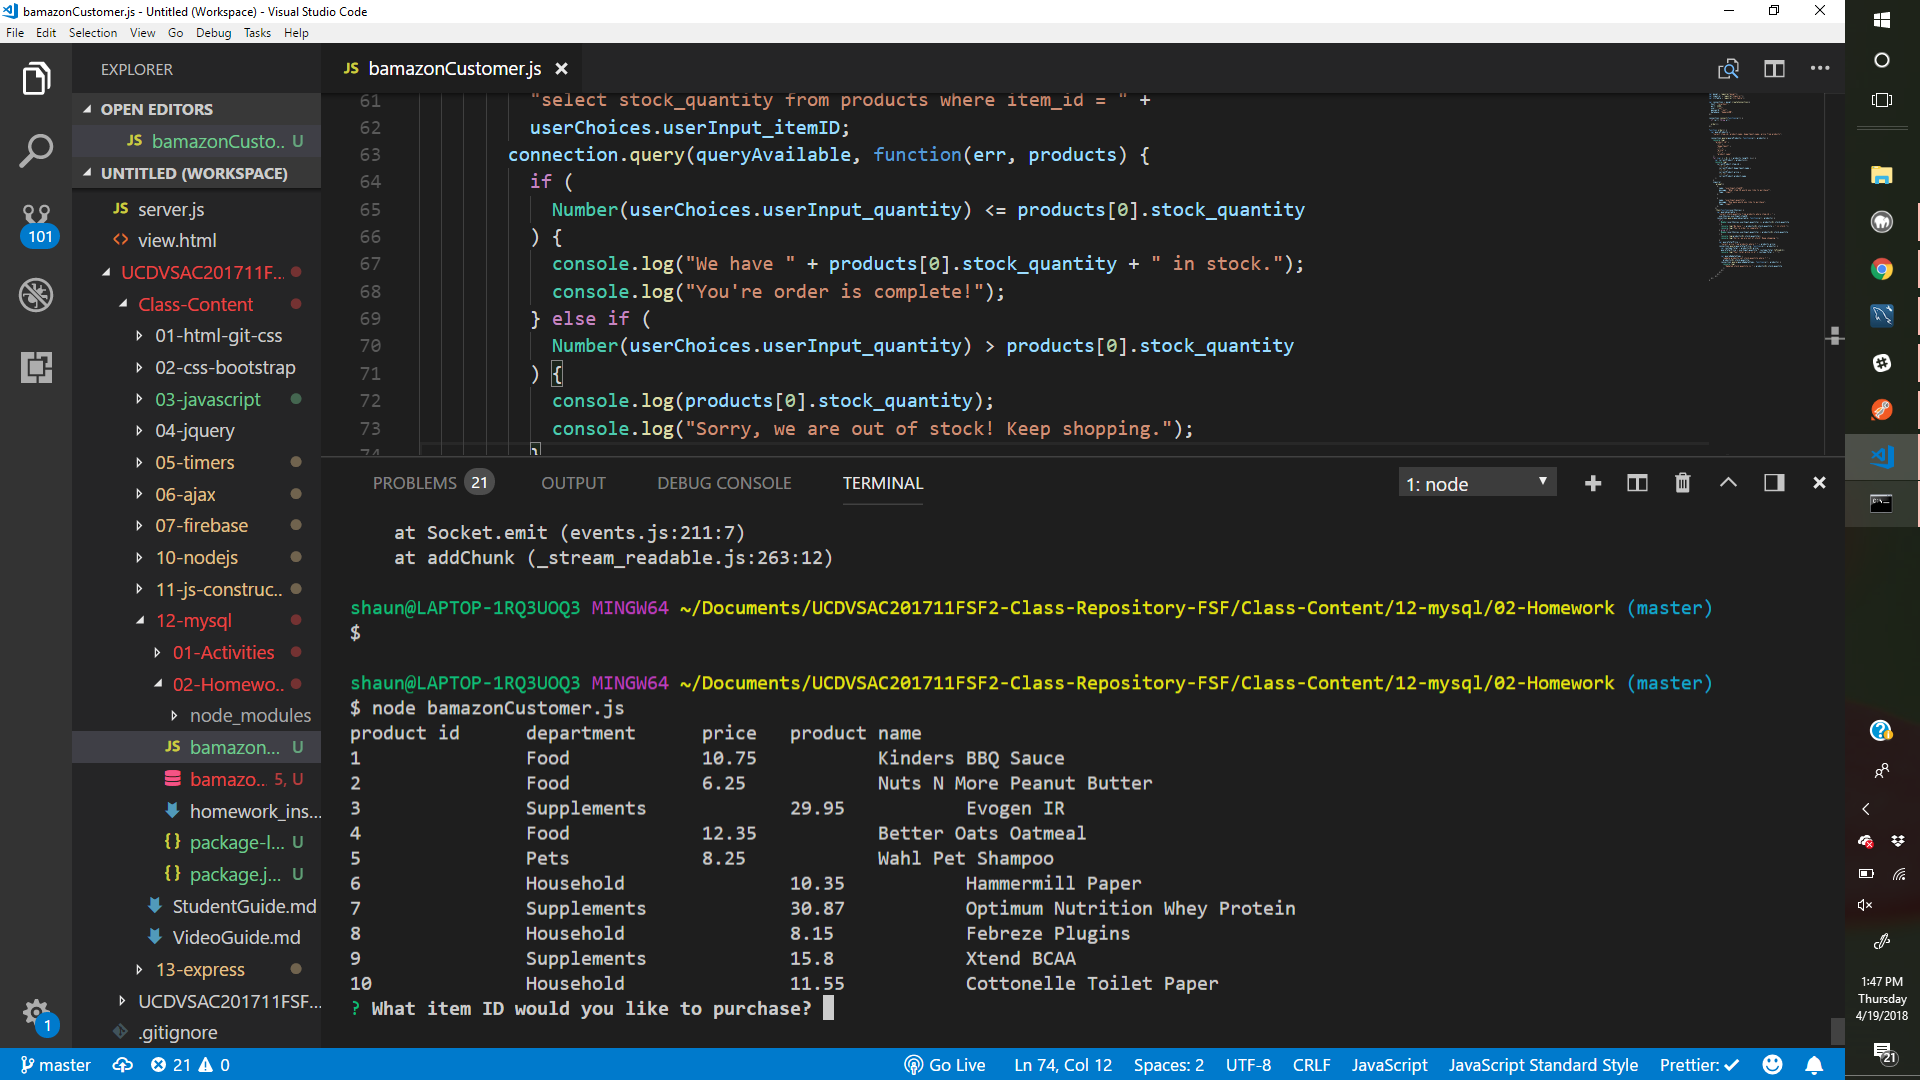 bamazonCustomer.js - Untitled (Workspace) - Visual Studio Code
File Edit Selection View Go Debug Tasks Help
EXPLORER
OPEN EDITORS
JS bamazonCusto.. U
UNTITLED (WORKSPACE)
JS server.js
<> view.html
UCDVSAC201711F...
Class-Content
01-html-git-css
02-css-bootstrap
03-javascript
04-jquery
05-timers
06-ajax
07-firebase
10-nodejs
11-js-construc..
12-mysql
01-Activities
02-Homewo..
node_modules
JS bamazon... U
bamazo.. 5, U
homework_ins...
{} package-l... U
{} package.j... U
StudentGuide.md
VideoGuide.md
13-express
UCDVSAC201711FSF...
.gitignore
101
1
JS bamazonCustomer.js
61 "select stock_quantity from products where item_id = " +
62 userChoices.userInput_itemID;
63 connection.query(queryAvailable, function(err, products) {
64 if (
65 Number(userChoices.userInput_quantity) <= products[0].stock_quantity
66 ) {
67 console.log("We have " + products[0].stock_quantity + " in stock.");
68 console.log("You're order is complete!");
69 } else if (
70 Number(userChoices.userInput_quantity) > products[0].stock_quantity
71 ) {
72 console.log(products[0].stock_quantity);
73 console.log("Sorry, we are out of stock! Keep shopping.");
74 }
PROBLEMS 21 OUTPUT DEBUG CONSOLE TERMINAL 1: node
at Socket.emit (events.js:211:7)
at addChunk (_stream_readable.js:263:12)
shaun@LAPTOP-1RQ3UOQ3 MINGW64 ~/Documents/UCDVSAC201711FSF2-Class-Repository-FSF/Class-Content/12-mysql/02-Homework (master)
$
shaun@LAPTOP-1RQ3UOQ3 MINGW64 ~/Documents/UCDVSAC201711FSF2-Class-Repository-FSF/Class-Content/12-mysql/02-Homework (master)
$ node bamazonCustomer.js
product id department price product name
1 Food 10.75 Kinders BBQ Sauce
2 Food 6.25 Nuts N More Peanut Butter
3 Supplements 29.95 Evogen IR
4 Food 12.35 Better Oats Oatmeal
5 Pets 8.25 Wahl Pet Shampoo
6 Household 10.35 Hammermill Paper
7 Supplements 30.87 Optimum Nutrition Whey Protein
8 Household 8.15 Febreze Plugins
9 Supplements 15.8 Xtend BCAA
10 Household 11.55 Cottonelle Toilet Paper
? What item ID would you like to purchase?
master 21 0 Go Live Ln 74, Col 12 Spaces: 2 UTF-8 CRLF JavaScript JavaScript Standard Style Prettier: ✓
1:47 PM
Thursday
4/19/2018
21